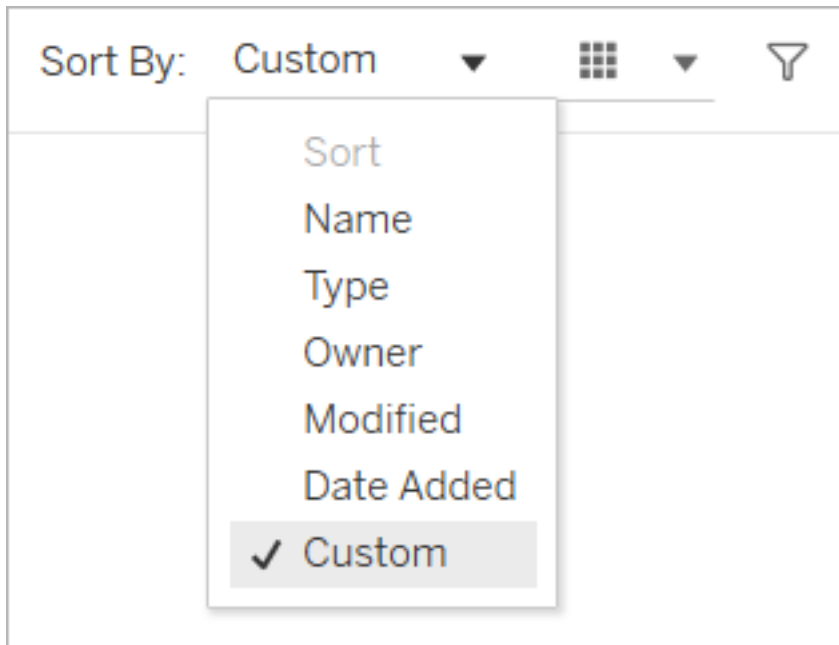 Sort By: Custom
Sort
Name
Type
Owner
Modified
Date Added
Custom